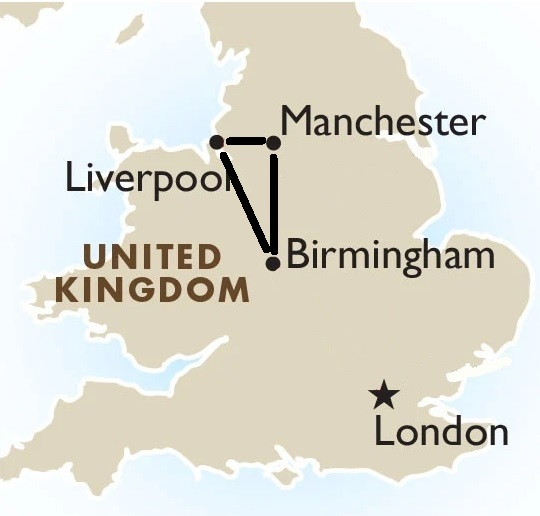 Manchester
Liverpool
UNITED
KINGDOM
Birmingham
London